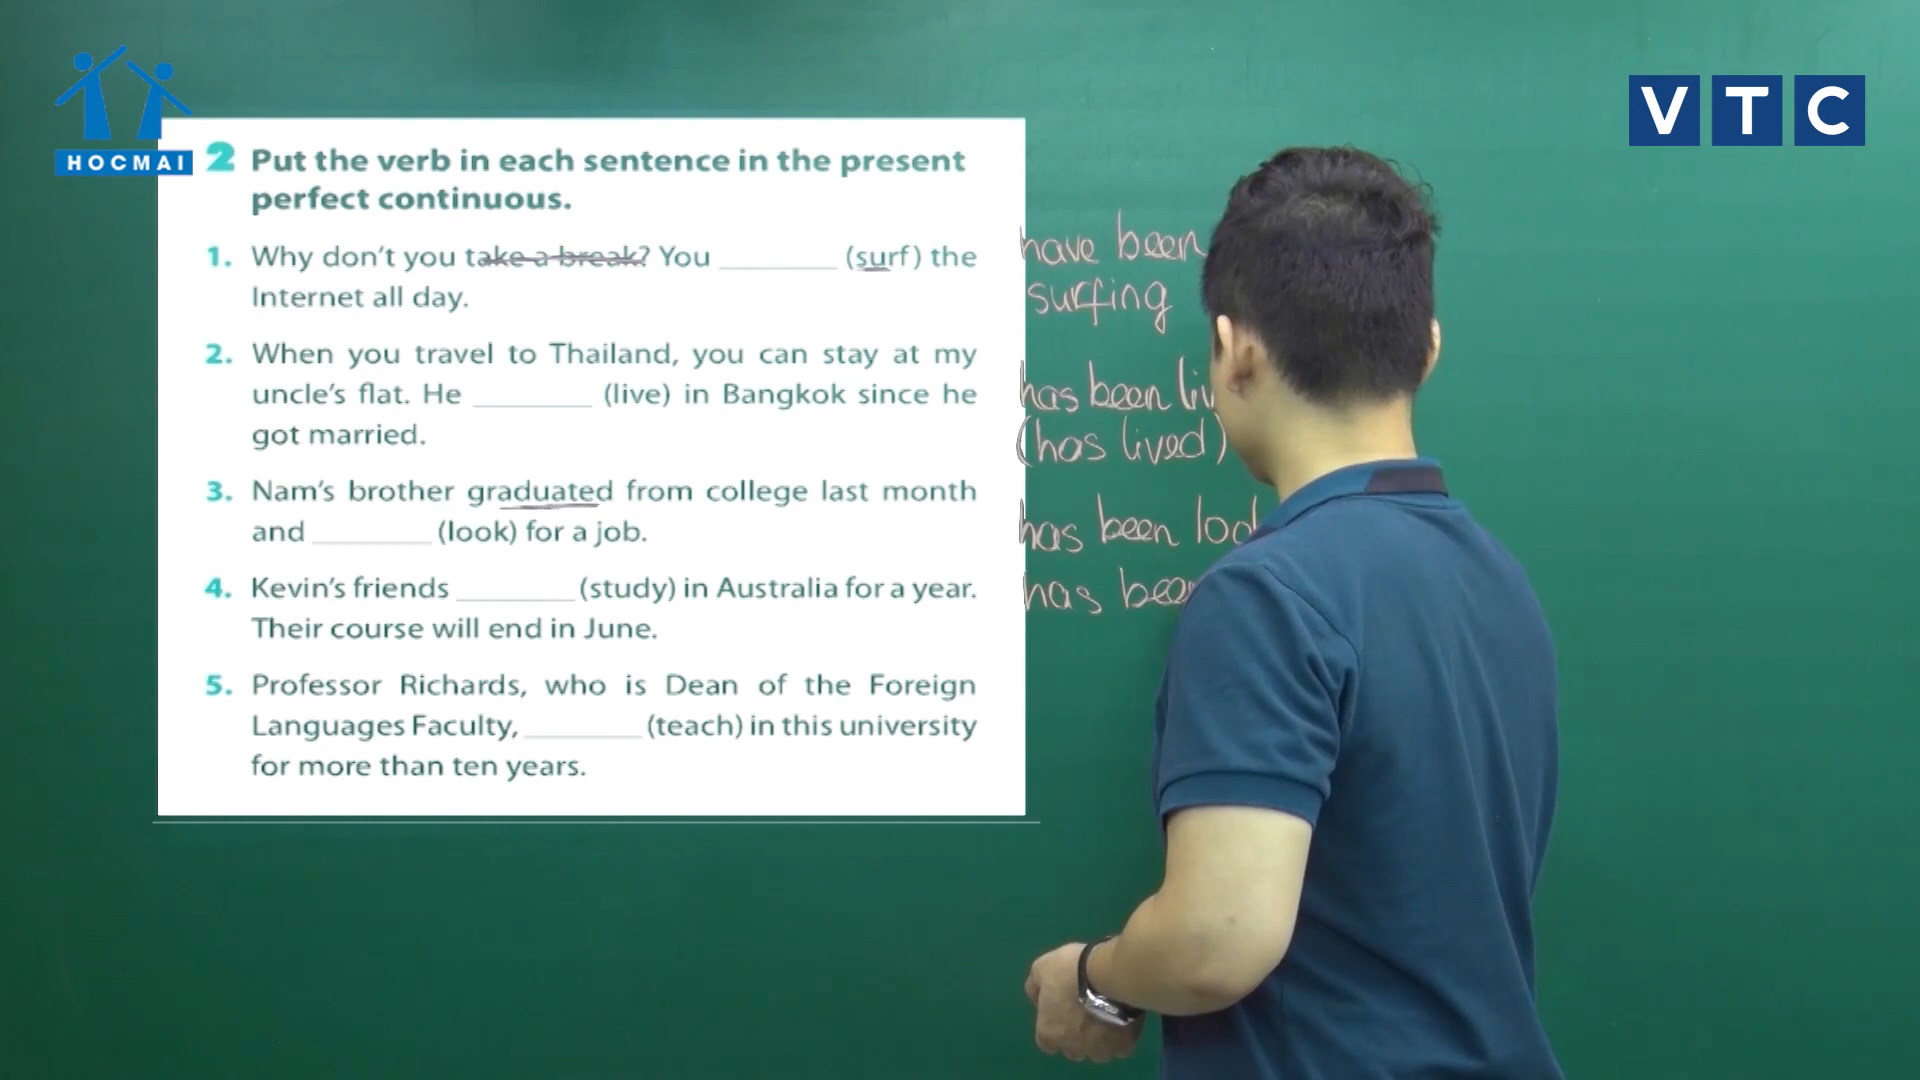 HOCMAI
VTC
2 Put the verb in each sentence in the present
perfect continuous.
1. Why don't you take a break? You ________ (surf) the
Internet all day.
2. When you travel to Thailand, you can stay at my
uncle's flat. He ________ (live) in Bangkok since he
got married.
3. Nam's brother graduated from college last month
and ________ (look) for a job.
4. Kevin's friends ________ (study) in Australia for a year.
Their course will end in June.
5. Professor Richards, who is Dean of the Foreign
Languages Faculty, ________ (teach) in this university
for more than ten years.
have been
surfing
has been
(has lived)
has been
has